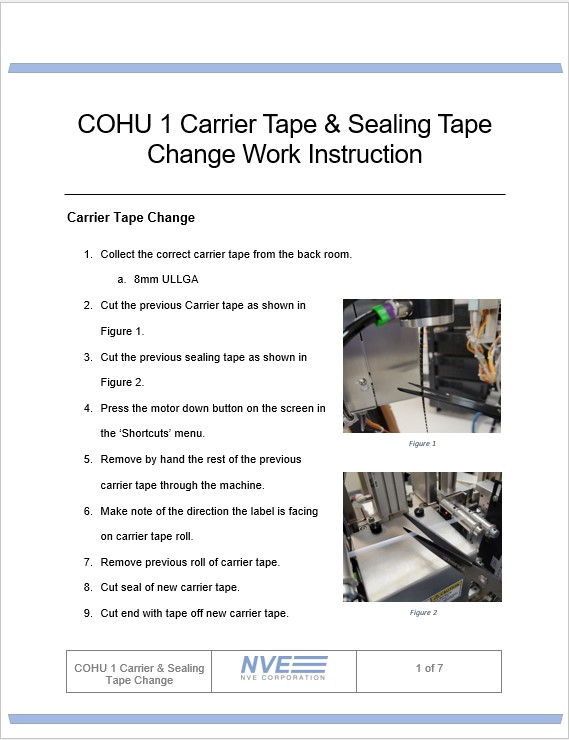 COHU 1 Carrier Tape & Sealing Tape
Change Work Instruction
Carrier Tape Change
1. Collect the correct carrier tape from the back room.
a. 8mm ULLGA
2. Cut the previous Carrier tape as shown in
Figure 1.
3. Cut the previous sealing tape as shown in
Figure 2.
4. Press the motor down button on the screen in
the ‘Shortcuts’ menu.
5. Remove by hand the rest of the previous
carrier tape through the machine.
6. Make note of the direction the label is facing
on carrier tape roll.
7. Remove previous roll of carrier tape.
8. Cut seal of new carrier tape.
9. Cut end with tape off new carrier tape.
Figure 1
Figure 2
COHU 1 Carrier & Sealing
Tape Change
NVE
NVE CORPORATION
1 of 7